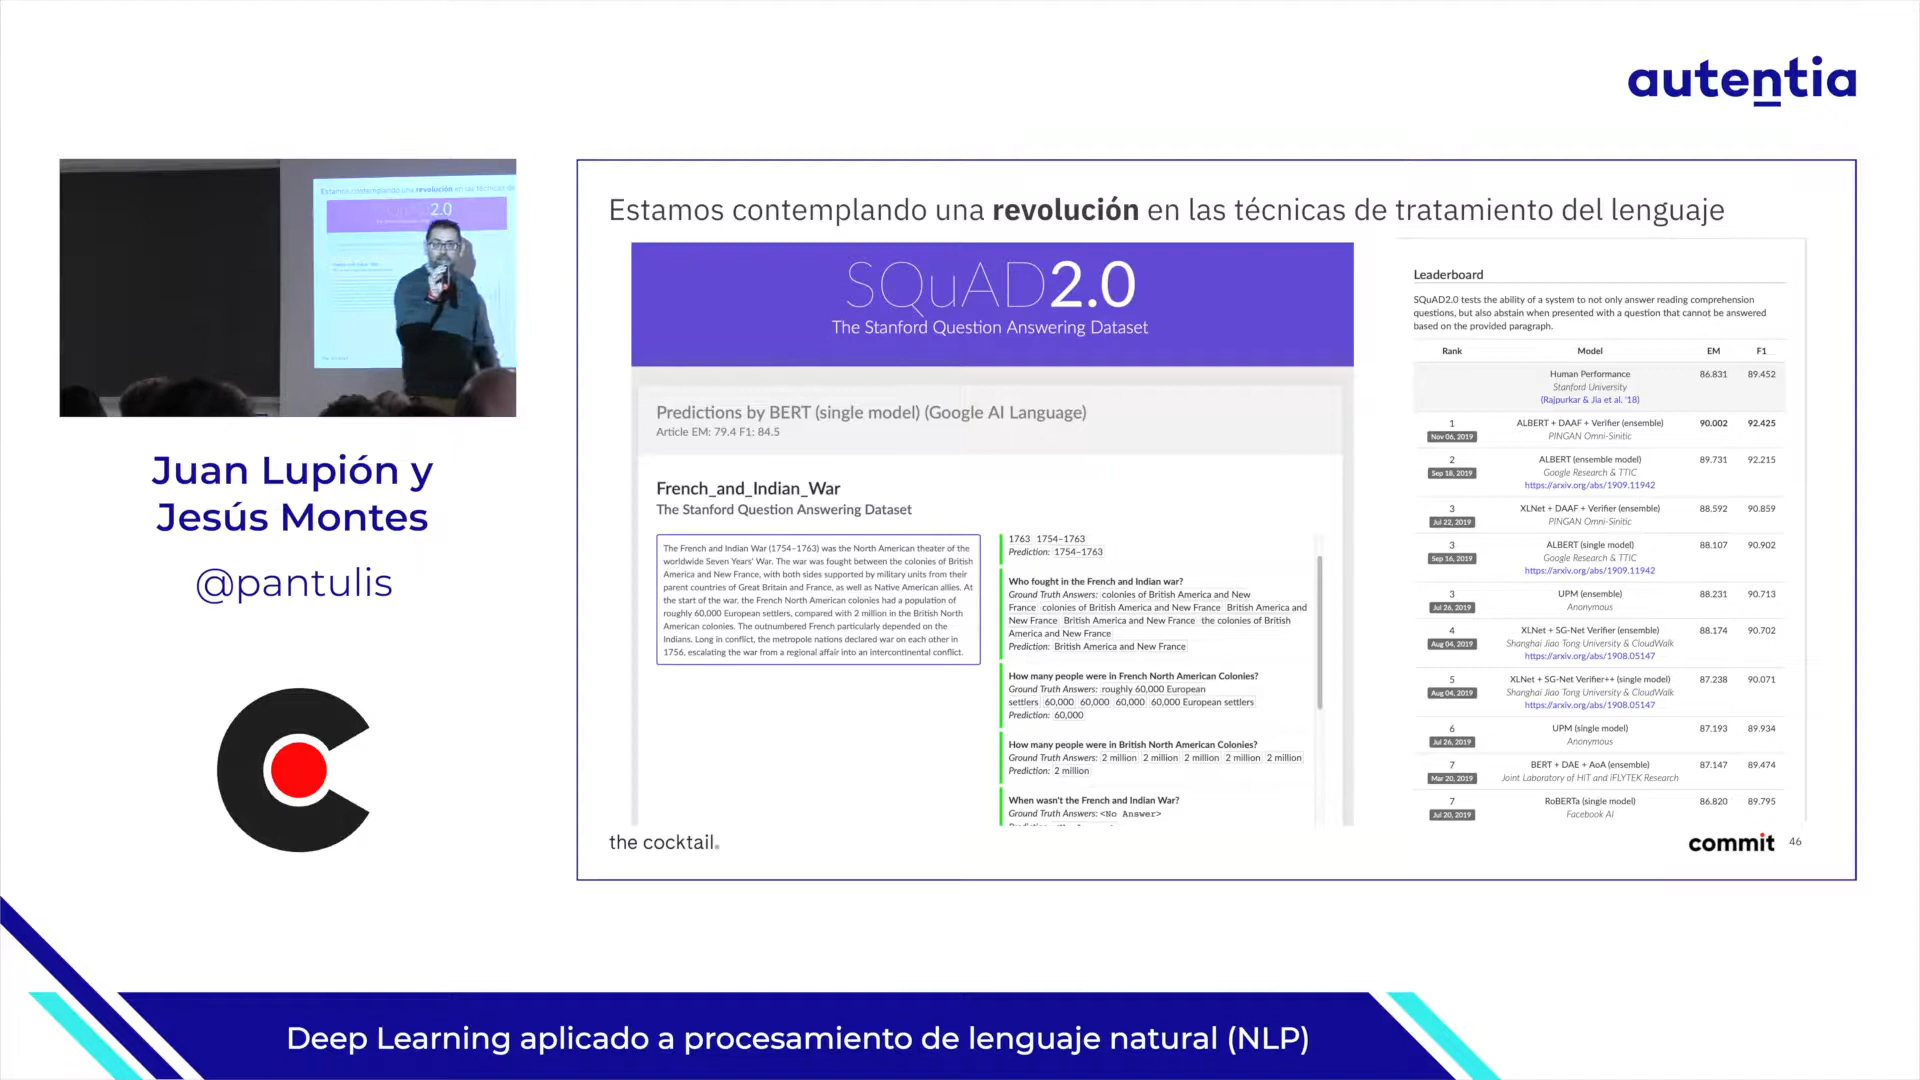 autentia
Estamos contemplando una revolución en las técnicas de
2.0
Juan Lupión y
Jesús Montes
@pantulis
Estamos contemplando una revolución en las técnicas de tratamiento del lenguaje
SQuAD2.0
The Stanford Question Answering Dataset
Predictions by BERT (single model) (Google AI Language)
Article EM: 79.4 F1: 84.5
French_and_Indian_War
The Stanford Question Answering Dataset
The French and Indian War (1754–1763) was the North American theater of the
worldwide Seven Years' War. The war was fought between the colonies of British
America and New France, with both sides supported by military units from their
parent countries of Great Britain and France, as well as Native American allies. At
the start of the war, the French North American colonies had a population of
roughly 60,000 European settlers, compared with 2 million in the British North
American colonies. The outnumbered French particularly depended on the
Indians. Long in conflict, the metropole nations declared war on each other in
1756, escalating the war from a regional affair into an intercontinental conflict.
1763 1754–1763
Prediction: 1754–1763
Who fought in the French and Indian war?
Ground Truth Answers: colonies of British America and New
France colonies of British America and New France British America and
New France British America and New France the colonies of British
America and New France
Prediction: British America and New France
How many people were in French North American Colonies?
Ground Truth Answers: roughly 60,000 European
settlers 60,000 60,000 60,000 60,000 European settlers
Prediction: 60,000
How many people were in British North American Colonies?
Ground Truth Answers: 2 million 2 million 2 million 2 million 2 million
Prediction: 2 million
When wasn't the French and Indian War?
Ground Truth Answers: <No Answer>
Leaderboard
SQuAD2.0 tests the ability of a system to not only answer reading comprehension
questions, but also abstain when presented with a question that cannot be answered
based on the provided paragraph.
Rank Model EM F1
Human Performance 86.831 89.452
Stanford University
(Rajpurkar & Jia et al. '18)
1 ALBERT + DAAF + Verifier (ensemble) 90.002 92.425
Nov 06, 2019 PINGAN Omni-Sinitic
2 ALBERT (ensemble model) 89.731 92.215
Sep 18, 2019 Google Research & TTIC
https://arxiv.org/abs/1909.11942
3 XLNet + DAAF + Verifier (ensemble) 88.592 90.859
Jul 22, 2019 PINGAN Omni-Sinitic
3 ALBERT (single model) 88.107 90.902
Sep 16, 2019 Google Research & TTIC
https://arxiv.org/abs/1909.11942
3 UPM (ensemble) 88.231 90.713
Jul 26, 2019 Anonymous
4 XLNet + SG-Net Verifier (ensemble) 88.174 90.702
Aug 04, 2019 Shanghai Jiao Tong University & CloudWalk
https://arxiv.org/abs/1908.05147
5 XLNet + SG-Net Verifier++ (single model) 87.238 90.071
Aug 04, 2019 Shanghai Jiao Tong University & CloudWalk
https://arxiv.org/abs/1908.05147
6 UPM (single model) 87.193 89.934
Jul 26, 2019 Anonymous
7 BERT + DAE + AoA (ensemble) 87.147 89.474
Mar 20, 2019 Joint Laboratory of HIT and iFLYTEK Research
7 RoBERTa (single model) 86.820 89.795
Jul 20, 2019 Facebook AI
the cocktail.
commit 46
Deep Learning aplicado a procesamiento de lenguaje natural (NLP)